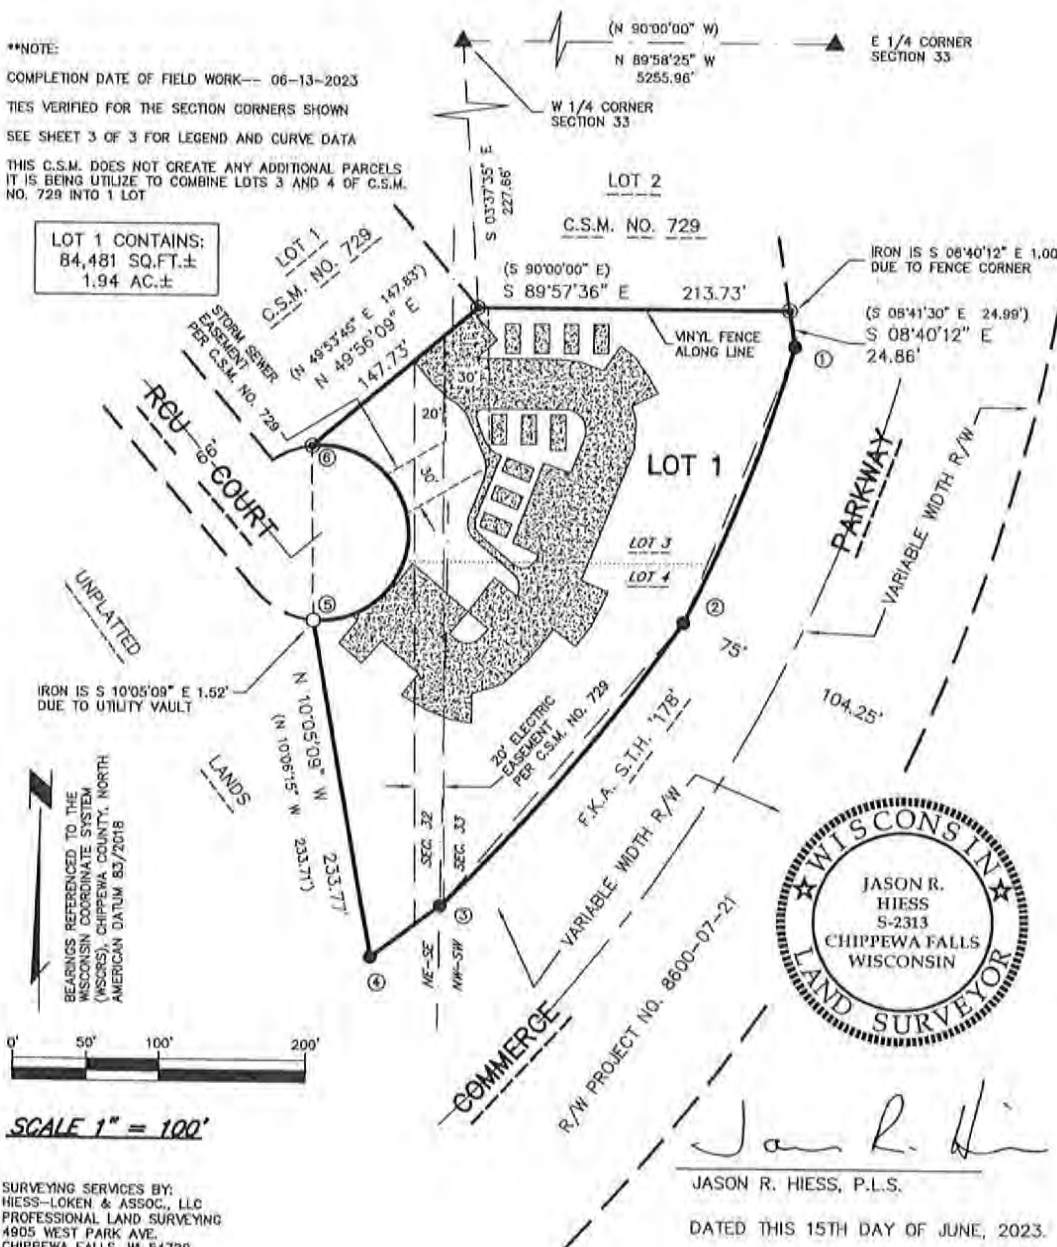 **NOTE:
COMPLETION DATE OF FIELD WORK-- 06-13-2023
TIES VERIFIED FOR THE SECTION CORNERS SHOWN
SEE SHEET 3 OF 3 FOR LEGEND AND CURVE DATA
THIS C.S.M. DOES NOT CREATE ANY ADDITIONAL PARCELS
IT IS BEING UTILIZE TO COMBINE LOTS 3 AND 4 OF C.S.M.
NO. 729 INTO 1 LOT
LOT 1 CONTAINS:
84,481 SQ.FT.±
1.94 AC.±
(N 90°00'00" W)
N 89°58'25" W
5255.96'
E 1/4 CORNER
SECTION 33
W 1/4 CORNER
SECTION 33
S 03°37'35" E
227.66'
LOT 2
C.S.M. NO. 729
LOT 1
C.S.M. NO. 729
(S 90°00'00" E)
S 89°57'36" E 213.73'
IRON IS S 08°40'12" E 1.00
DUE TO FENCE CORNER
(S 08°41'30" E 24.99')
S 08°40'12" E
24.86'
①
VINYL FENCE
ALONG LINE
(N 49°53'45" E 147.83')
N 49°56'09" E
147.73'
STORM SEWER
EASEMENT
PER C.S.M. NO. 729
30'
20'
30'
RCU COURT
66
⑥
LOT 1
LOT 3
LOT 4
PARKWAY
VARIABLE WIDTH R/W
②
75'
104.25'
UNPLATTED
LANDS
⑤
IRON IS S 10°05'09" E 1.52'
DUE TO UTILITY VAULT
N 10°05'09" W 233.77'
(N 10°06'15" W 233.71')
20' ELECTRIC
EASEMENT
PER C.S.M. NO. 729
F.K.A. S.T.H. '178'
SEC. 32
SEC. 33
NE-SE
NW-SW
③
④
VARIABLE WIDTH R/W
COMMERCE
R/W PROJECT NO. 8600-07-21
BEARINGS REFERENCED TO THE
WISCONSIN COORDINATE SYSTEM
(WSCRS), CHIPPEWA COUNTY, NORTH
AMERICAN DATUM 83/2018
0' 50' 100' 200'
SCALE 1" = 100'
WISCONSIN
JASON R.
HIESS
S-2313
CHIPPEWA FALLS
WISCONSIN
LAND SURVEYOR
JASON R. HIESS, P.L.S.
DATED THIS 15TH DAY OF JUNE, 2023.
SURVEYING SERVICES BY:
HIESS-LOKEN & ASSOC., LLC
PROFESSIONAL LAND SURVEYING
4905 WEST PARK AVE.
CHIPPEWA FALLS, WI 54729